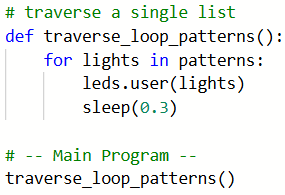 # traverse a single list
def traverse_loop_patterns():
    for lights in patterns:
        leds.user(lights)
        sleep(0.3)

# -- Main Program --
traverse_loop_patterns()